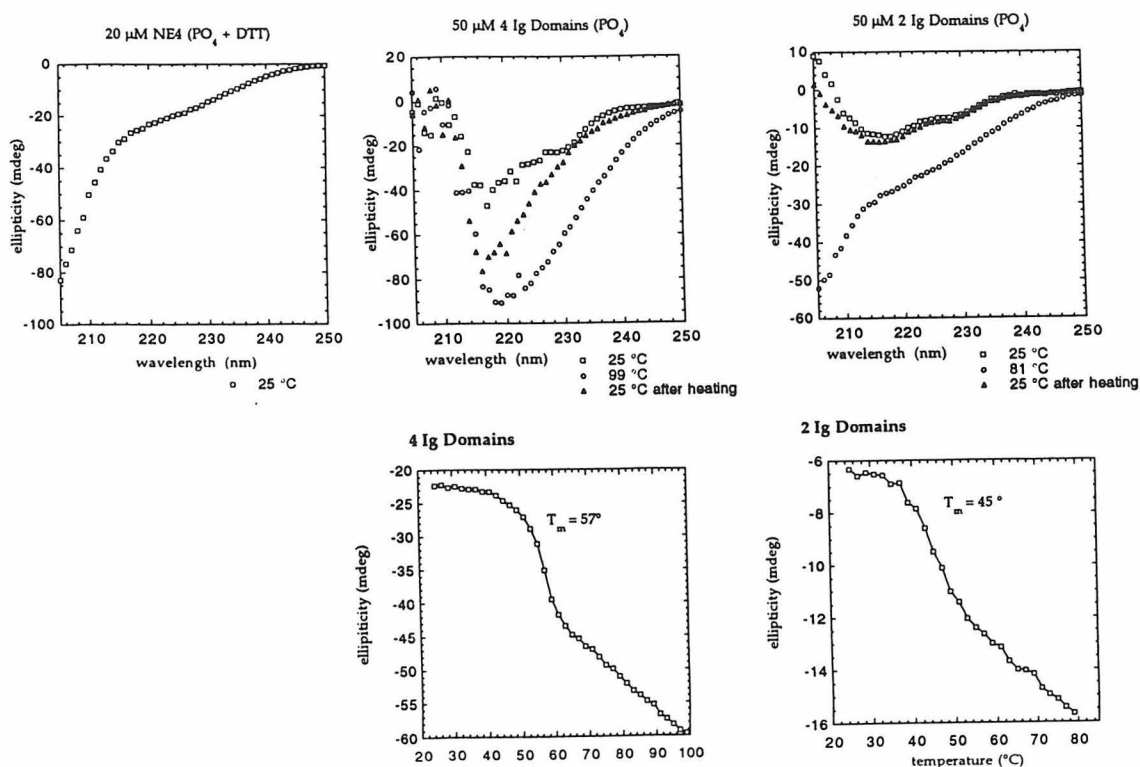 20 µM NE4 (PO4 + DTT)
0
-20
-40
-60
-80
-100
ellipticity (mdeg)
210 220 230 240 250
wavelength (nm)
25 °C
50 µM 4 Ig Domains (PO4)
20
0
-20
-40
-60
-80
-100
ellipticity (mdeg)
210 220 230 240 250
wavelength (nm)
25 °C
99 °C
25 °C after heating
50 µM 2 Ig Domains (PO4)
10
0
-10
-20
-30
-40
-50
-60
ellipticity (mdeg)
210 220 230 240 250
wavelength (nm)
25 °C
81 °C
25 °C after heating
4 Ig Domains
-20
-25
-30
-35
-40
-45
-50
-55
-60
ellipiticity (mdeg)
Tm = 57°
20 30 40 50 60 70 80 90 100
2 Ig Domains
-6
-8
-10
-12
-14
-16
ellipticity (mdeg)
Tm = 45 °
20 30 40 50 60 70 80
temperature (°C)